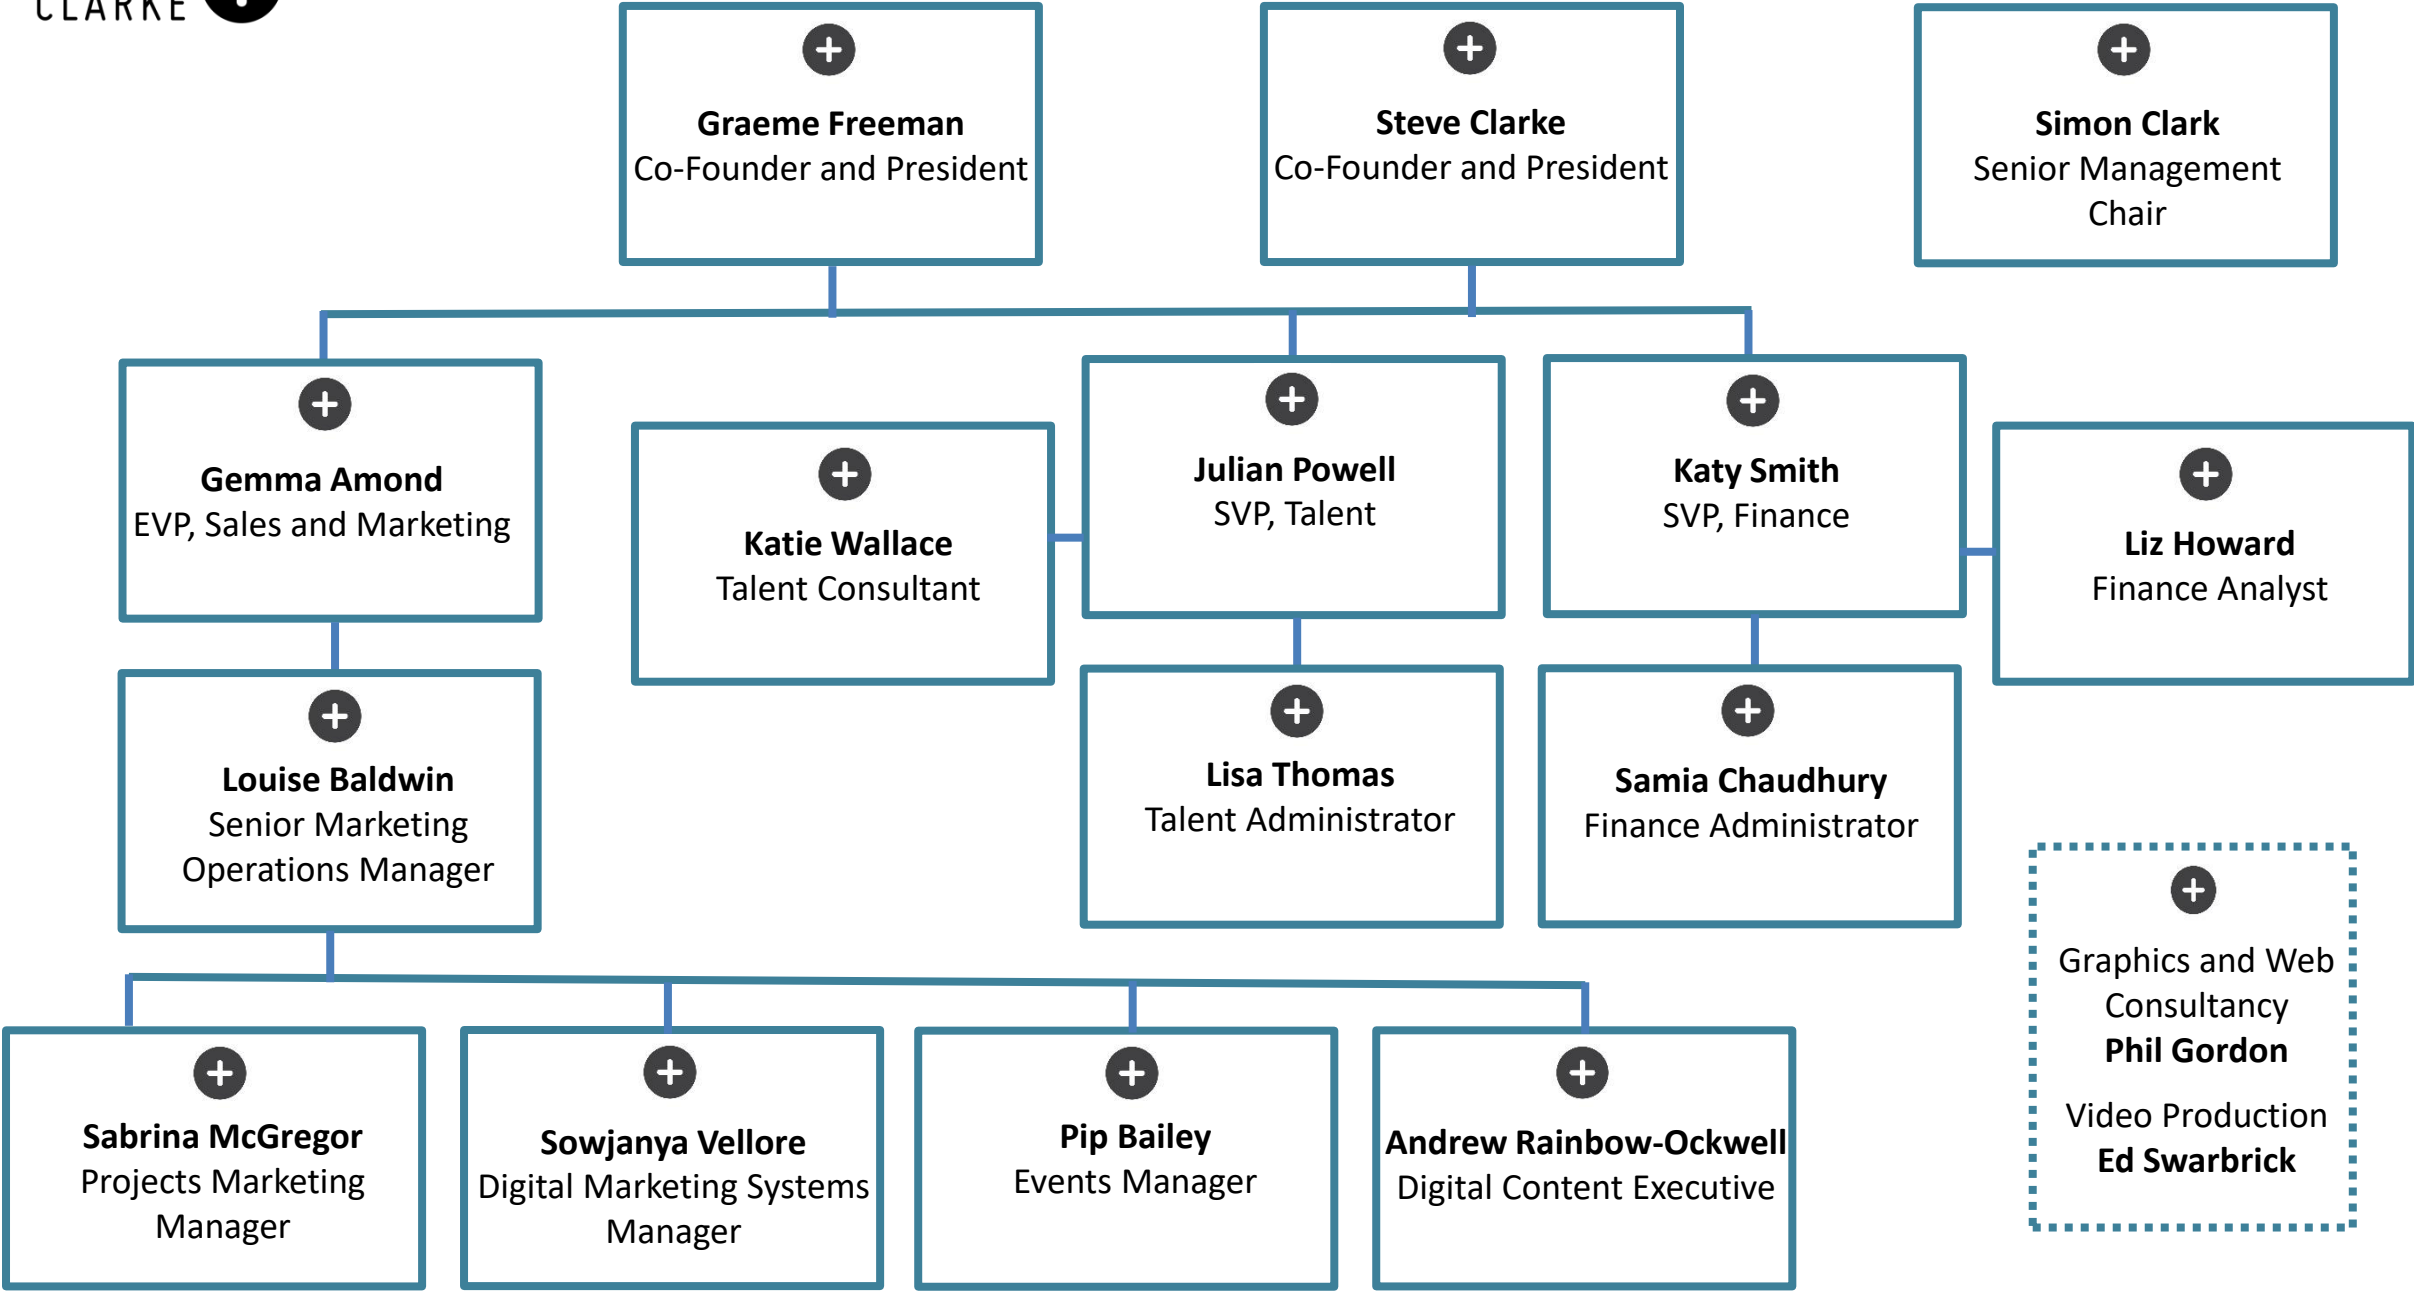 CLARKE
Graeme Freeman
Co-Founder and President
Steve Clarke
Co-Founder and President
Simon Clark
Senior Management
Chair
Gemma Amond
EVP, Sales and Marketing
Katie Wallace
Talent Consultant
Julian Powell
SVP, Talent
Katy Smith
SVP, Finance
Liz Howard
Finance Analyst
Louise Baldwin
Senior Marketing
Operations Manager
Lisa Thomas
Talent Administrator
Samia Chaudhury
Finance Administrator
Graphics and Web
Consultancy
Phil Gordon
Video Production
Ed Swarbrick
Sabrina McGregor
Projects Marketing
Manager
Sowjanya Vellore
Digital Marketing Systems
Manager
Pip Bailey
Events Manager
Andrew Rainbow-Ockwell
Digital Content Executive